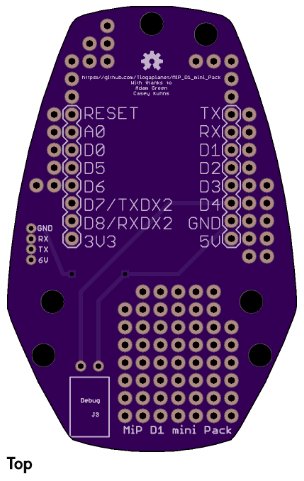 https://github.com/llogaplanet/MiP_D1_mini_Pack
With thanks to
Adam Green
Casey Kuhns
RESET TX
A0 RX
D0 D1
D5 D2
D6 D3
D7/TXDX2 D4
D8/RXDX2 GND
3V3 5V
GND
RX
TX
6V
Debug
J3
MiP D1 mini Pack
Top